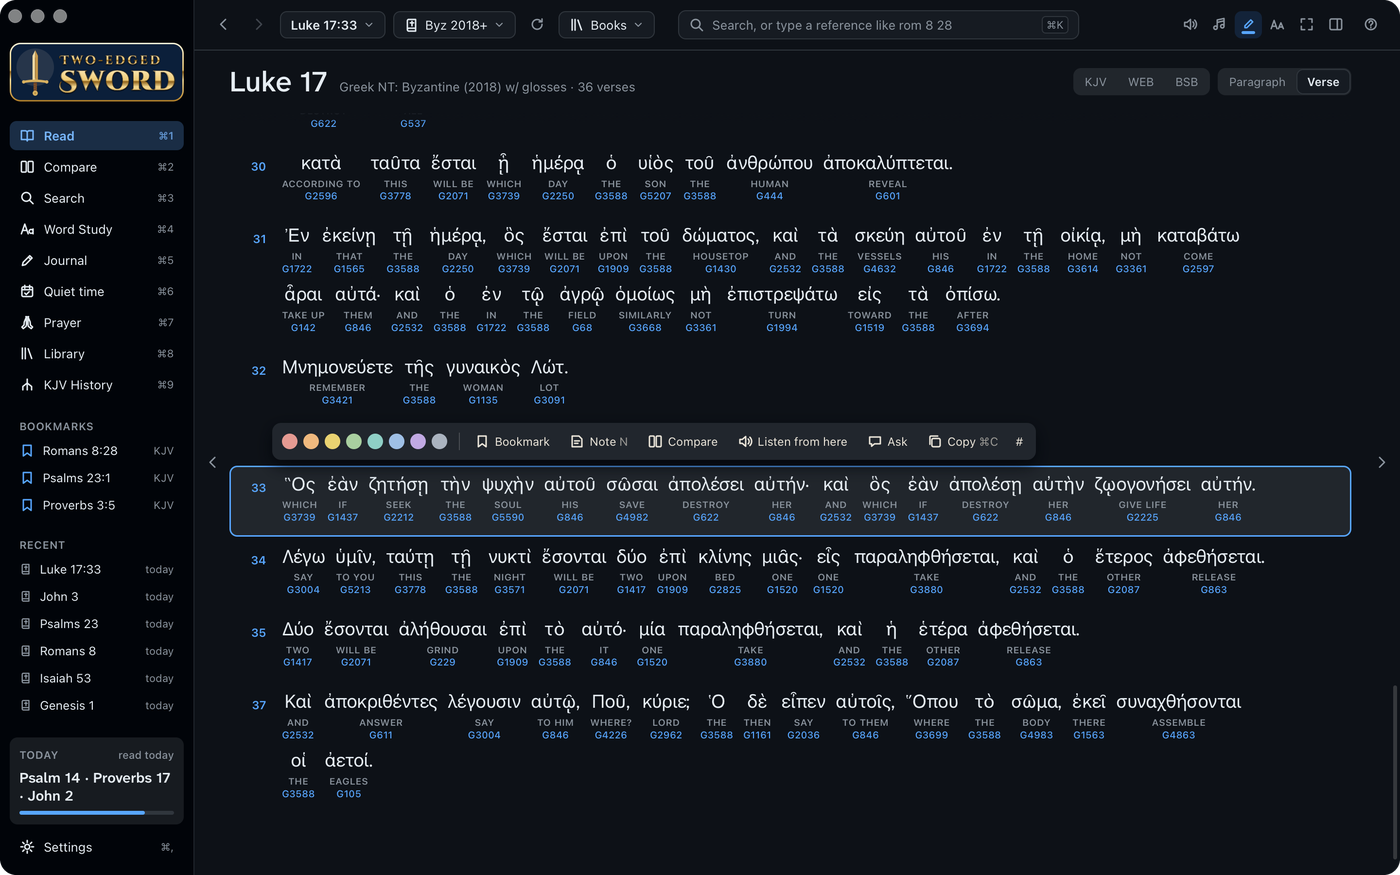 TWO-EDGED
SWORD
Luke 17:33
Byz 2018+
Books
Search, or type a reference like rom 8 28
⌘K
Read ⌘1
Compare ⌘2
Search ⌘3
Word Study ⌘4
Journal ⌘5
Quiet time ⌘6
Prayer ⌘7
Library ⌘8
KJV History ⌘9
BOOKMARKS
Romans 8:28 KJV
Psalms 23:1 KJV
Proverbs 3:5 KJV
RECENT
Luke 17:33 today
John 3 today
Psalms 23 today
Romans 8 today
Isaiah 53 today
Genesis 1 today
TODAY read today
Psalm 14 · Proverbs 17
· John 2
Settings ⌘,
Luke 17 Greek NT: Byzantine (2018) w/ glosses · 36 verses
KJV WEB BSB Paragraph Verse
G622 G537
30 κατὰ ταῦτα ἔσται ᾗ ἡμέρᾳ ὁ υἱὸς τοῦ ἀνθρώπου ἀποκαλύπτεται.
ACCORDING TO THIS WILL BE WHICH DAY THE SON THE HUMAN REVEAL
G2596 G3778 G2071 G3739 G2250 G3588 G5207 G3588 G444 G601
31 Ἐν ἐκείνῃ τῇ ἡμέρᾳ, ὃς ἔσται ἐπὶ τοῦ δώματος, καὶ τὰ σκεύη αὐτοῦ ἐν τῇ οἰκίᾳ, μὴ καταβάτω
IN THAT THE DAY WHICH WILL BE UPON THE HOUSETOP AND THE VESSELS HIS IN THE HOME NOT COME
G1722 G1565 G3588 G2250 G3739 G2071 G1909 G3588 G1430 G2532 G3588 G4632 G846 G1722 G3588 G3614 G3361 G2597
ἆραι αὐτά· καὶ ὁ ἐν τῷ ἀγρῷ ὁμοίως μὴ ἐπιστρεψάτω εἰς τὰ ὀπίσω.
TAKE UP THEM AND THE IN THE FIELD SIMILARLY NOT TURN TOWARD THE AFTER
G142 G846 G2532 G3588 G1722 G3588 G68 G3668 G3361 G1994 G1519 G3588 G3694
32 Μνημονεύετε τῆς γυναικὸς Λώτ.
REMEMBER THE WOMAN LOT
G3421 G3588 G1135 G3091
Bookmark Note N Compare Listen from here Ask Copy ⌘C #
33 Ὃς ἐὰν ζητήσῃ τὴν ψυχὴν αὐτοῦ σῶσαι ἀπολέσει αὐτήν· καὶ ὃς ἐὰν ἀπολέσῃ αὐτὴν ζῳογονήσει αὐτήν.
WHICH IF SEEK THE SOUL HIS SAVE DESTROY HER AND WHICH IF DESTROY HER GIVE LIFE HER
G3739 G1437 G2212 G3588 G5590 G846 G4982 G622 G846 G2532 G3739 G1437 G622 G846 G2225 G846
34 Λέγω ὑμῖν, ταύτῃ τῇ νυκτὶ ἔσονται δύο ἐπὶ κλίνης μιᾶς· εἷς παραληφθήσεται, καὶ ὁ ἕτερος ἀφεθήσεται.
SAY TO YOU THIS THE NIGHT WILL BE TWO UPON BED ONE ONE TAKE AND THE OTHER RELEASE
G3004 G5213 G3778 G3588 G3571 G2071 G1417 G1909 G2825 G1520 G1520 G3880 G2532 G3588 G2087 G863
35 Δύο ἔσονται ἀλήθουσαι ἐπὶ τὸ αὐτό· μία παραληφθήσεται, καὶ ἡ ἑτέρα ἀφεθήσεται.
TWO WILL BE GRIND UPON THE IT ONE TAKE AND THE OTHER RELEASE
G1417 G2071 G229 G1909 G3588 G846 G1520 G3880 G2532 G3588 G2087 G863
37 Καὶ ἀποκριθέντες λέγουσιν αὐτῷ, Ποῦ, κύριε; Ὁ δὲ εἶπεν αὐτοῖς, Ὅπου τὸ σῶμα, ἐκεῖ συναχθήσονται
AND ANSWER SAY TO HIM WHERE? LORD THE THEN SAY TO THEM WHERE THE BODY THERE ASSEMBLE
G2532 G611 G3004 G846 G4226 G2962 G3588 G1161 G2036 G846 G3699 G3588 G4983 G1563 G4863
οἱ ἀετοί.
THE EAGLES
G3588 G105